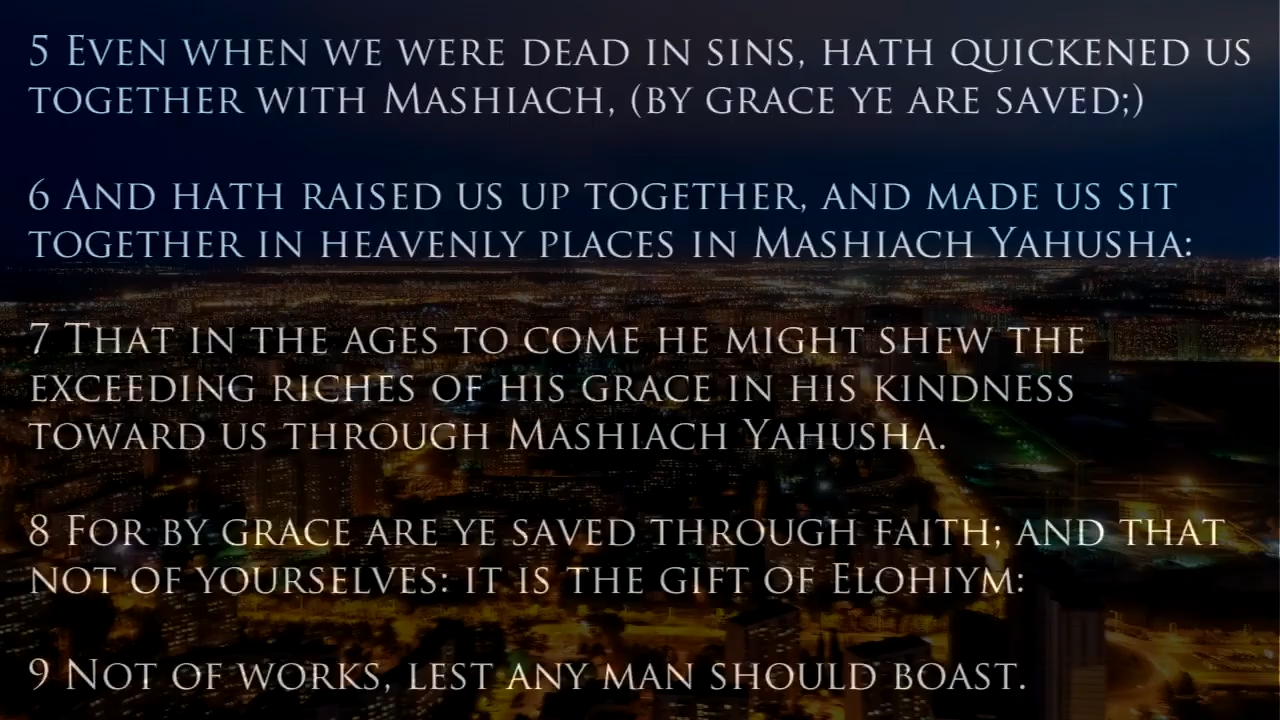 5 Even when we were dead in sins, hath quickened us
together with Mashiach, (by grace ye are saved;)
6 And hath raised us up together, and made us sit
together in heavenly places in Mashiach Yahusha:
7 That in the ages to come he might shew the
exceeding riches of his grace in his kindness
toward us through Mashiach Yahusha.
8 For by grace are ye saved through faith; and that
not of yourselves: it is the gift of Elohiym:
9 Not of works, lest any man should boast.